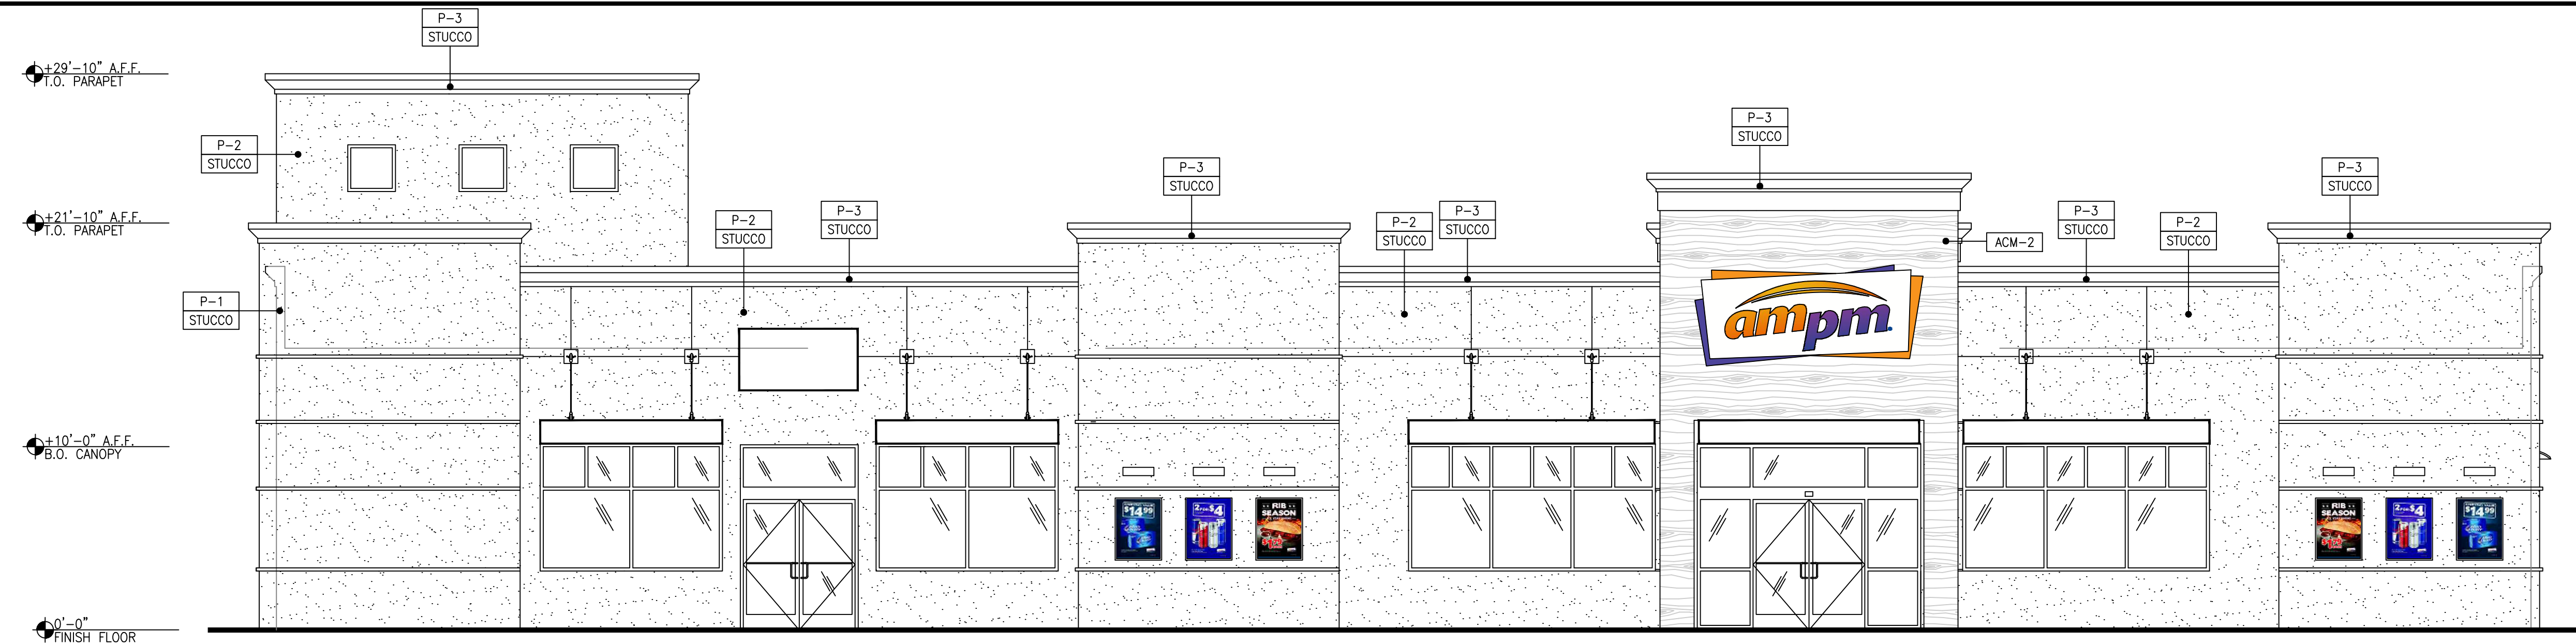 P-3
STUCCO
+29'-10" A.F.F.
T.O. PARAPET
P-2
STUCCO
P-3
STUCCO
P-3
STUCCO
P-3
STUCCO
+21'-10" A.F.F.
T.O. PARAPET
P-2
STUCCO
P-3
STUCCO
P-2
STUCCO
P-3
STUCCO
ACM-2
P-3
STUCCO
P-2
STUCCO
P-1
STUCCO
ampm
+10'-0" A.F.F.
B.O. CANOPY
$14.99
2 FOR $4
RIB
SEASON
RIB
SEASON
2 FOR $4
$14.99
0'-0"
FINISH FLOOR